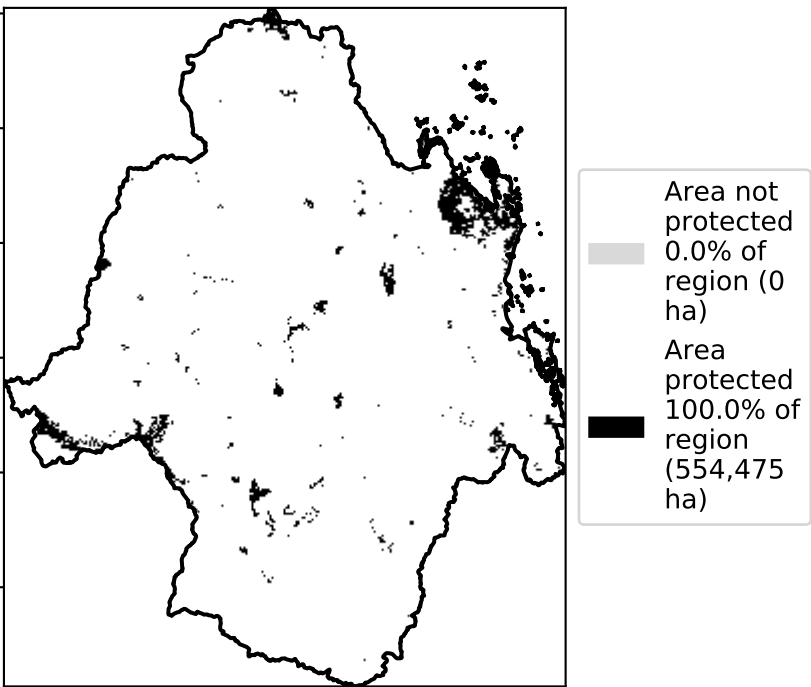 Area not
protected
0.0% of
region (0
ha)
Area
protected
100.0% of
region
(554,475
ha)